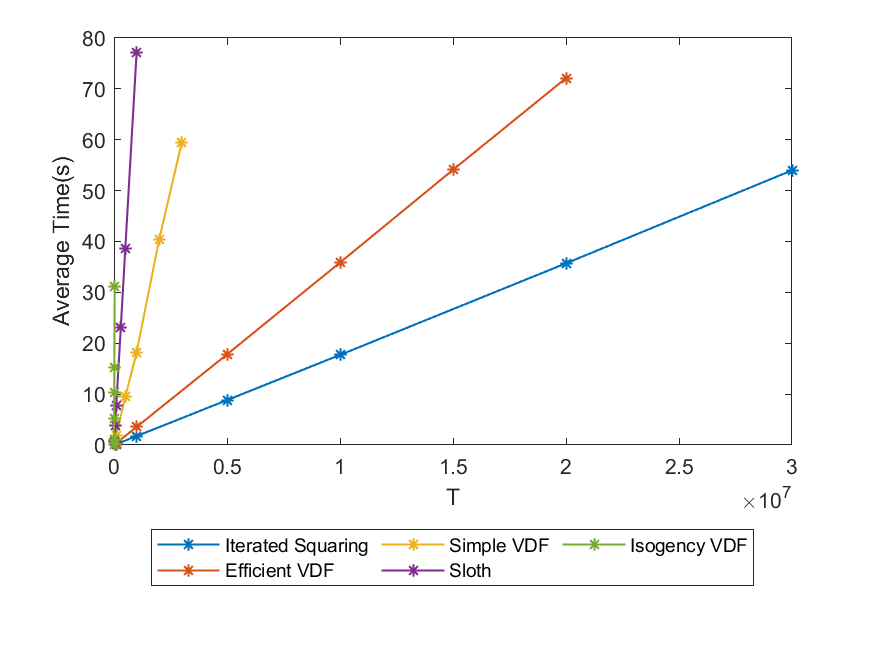 80
70
60
50
40
30
20
10
0
Average Time(s)
0 0.5 1 1.5 2 2.5 3
T
×10^7
Iterated Squaring Simple VDF Isogency VDF
Efficient VDF Sloth